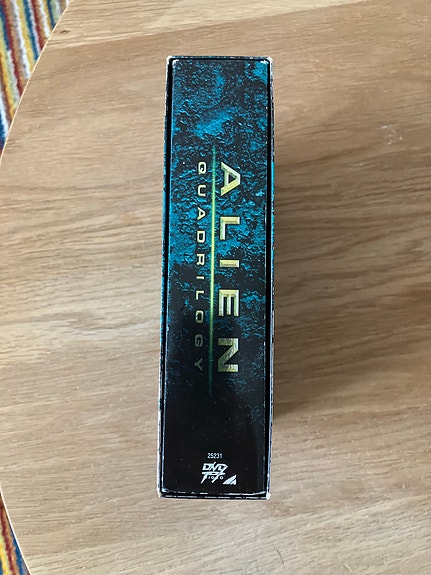 ALIEN
QUADRILOGY
25231
DVD
VIDEO